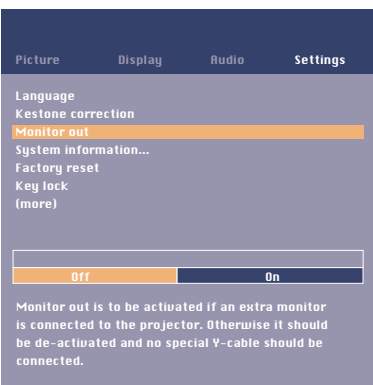 Picture Display Audio Settings
Language
Kestone correction
Monitor out
System information...
Factory reset
Key lock
(more)
Off On
Monitor out is to be activated if an extra monitor
is connected to the projector. Otherwise it should
be de-activated and no special Y-cable should be
connected.